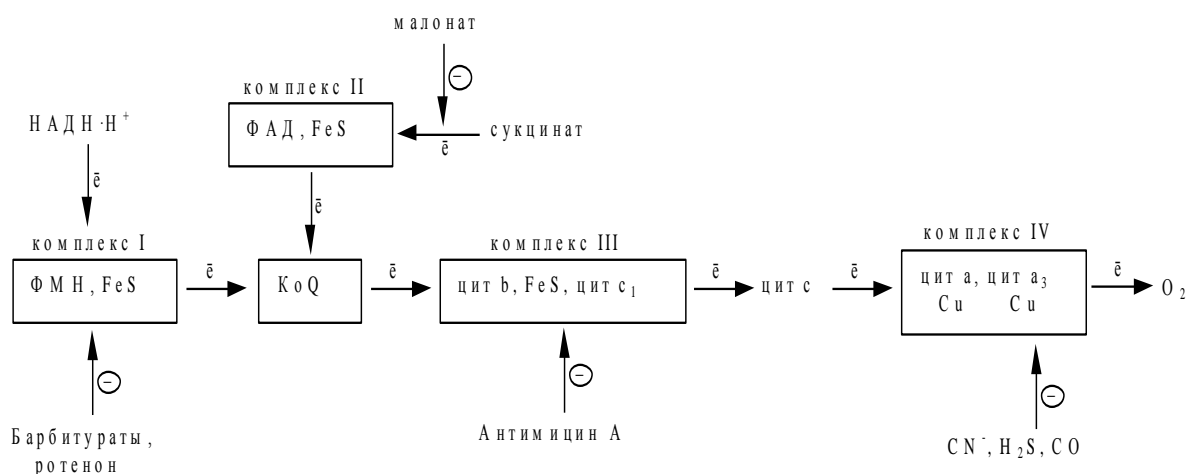 малонат
⊖
комплекс II
ФАД, FeS
сукцинат
ē
НАДН·H⁺
ē
ē
комплекс I
комплекс III
комплекс IV
ФМН, FeS
ē
KoQ
ē
цит b, FeS, цит c₁
ē
цит c
ē
цит a, цит a₃
Cu Cu
ē
O₂
⊖
⊖
⊖
Барбитураты,
ротенон
Антимицин А
CN⁻, H₂S, CO